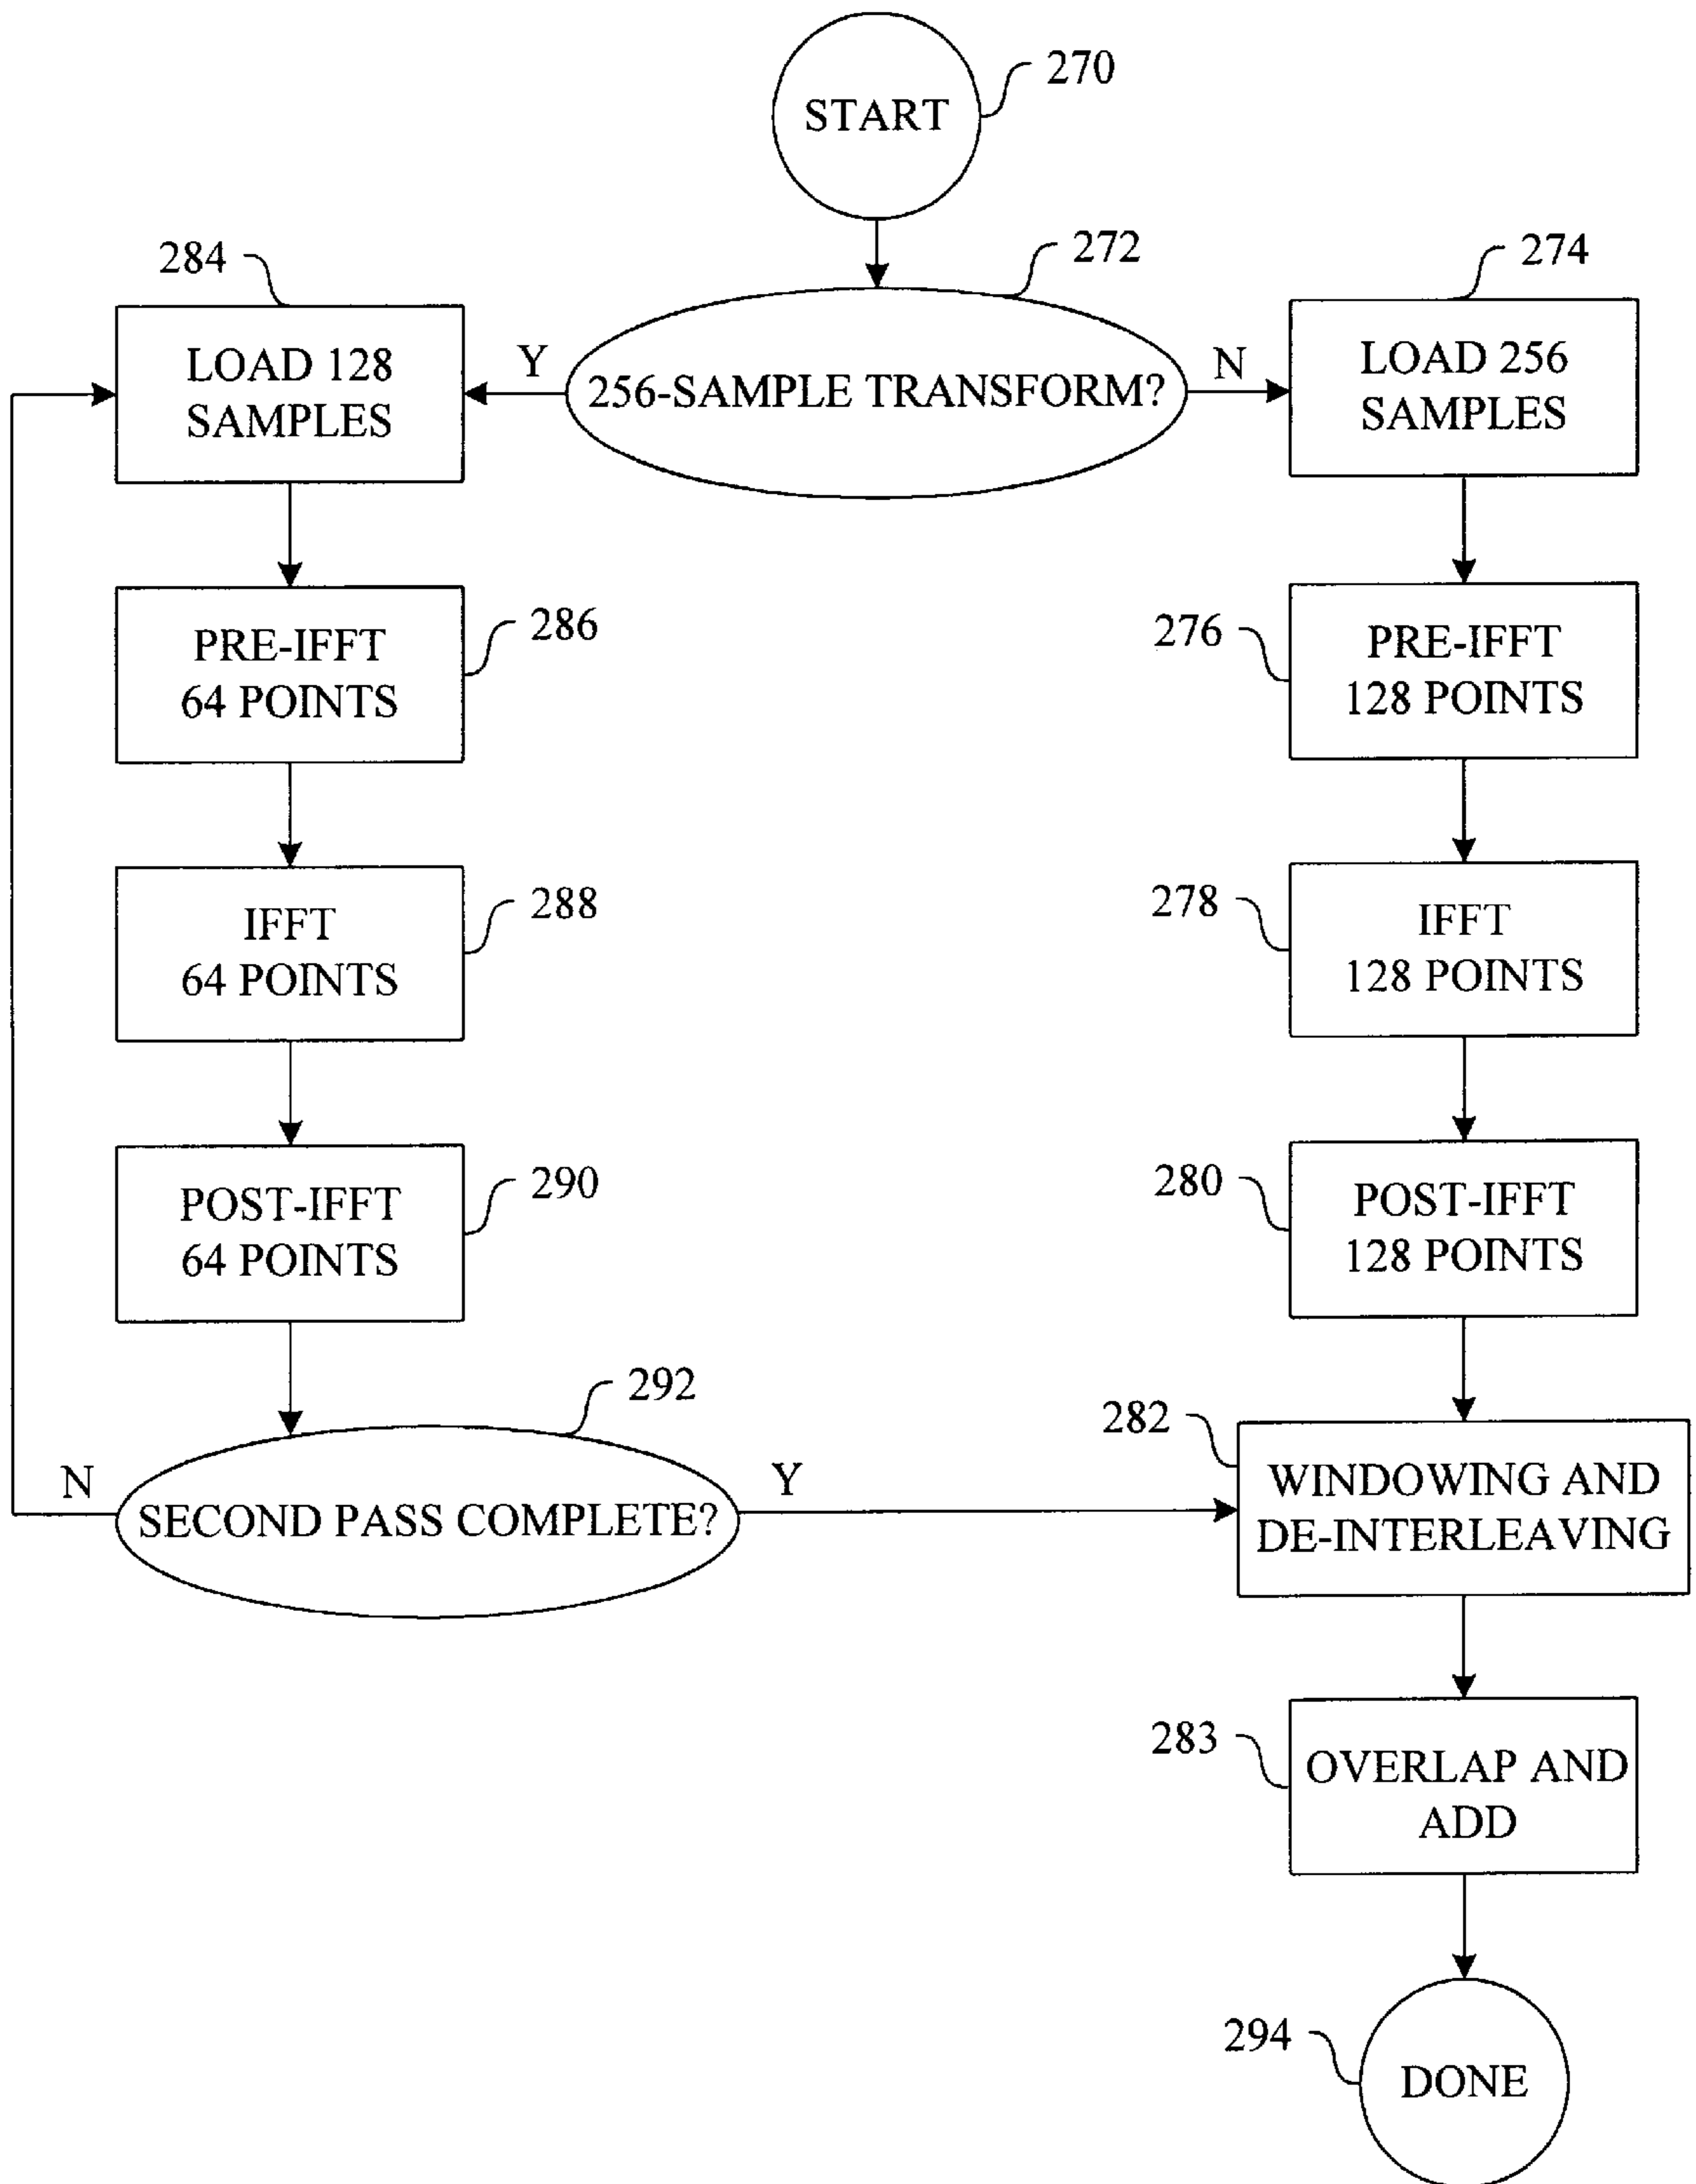 START
270
272
256-SAMPLE TRANSFORM?
Y
N
284
LOAD 128
SAMPLES
286
PRE-IFFT
64 POINTS
288
IFFT
64 POINTS
290
POST-IFFT
64 POINTS
292
SECOND PASS COMPLETE?
N
Y
274
LOAD 256
SAMPLES
276
PRE-IFFT
128 POINTS
278
IFFT
128 POINTS
280
POST-IFFT
128 POINTS
282
WINDOWING AND
DE-INTERLEAVING
283
OVERLAP AND
ADD
294
DONE